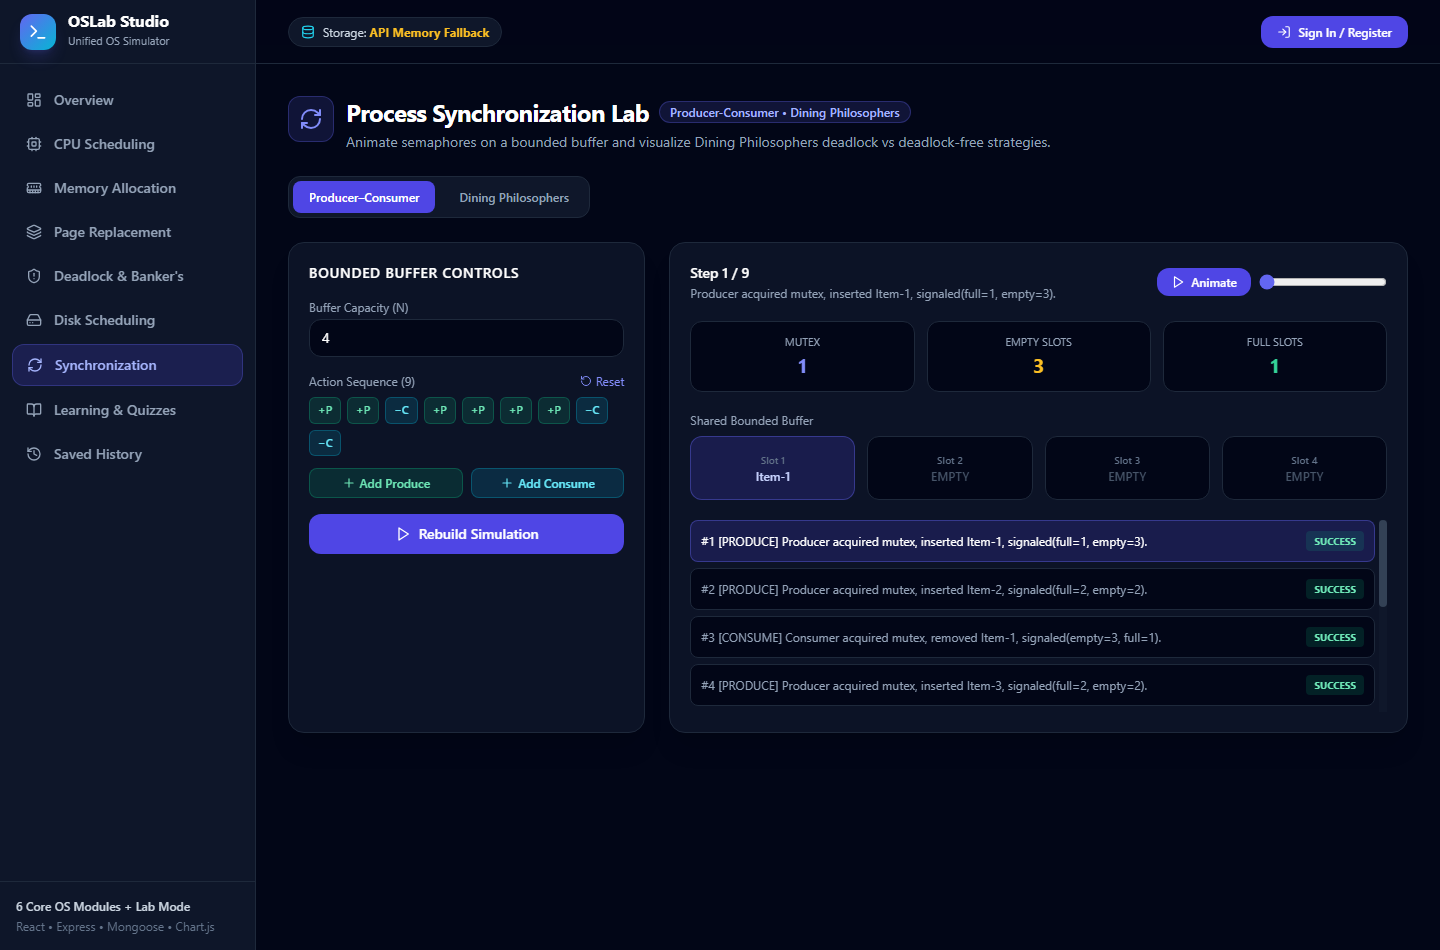 OSLab Studio
Unified OS Simulator
Storage: API Memory Fallback
Sign In / Register
Overview
CPU Scheduling
Memory Allocation
Page Replacement
Deadlock & Banker's
Disk Scheduling
Synchronization
Learning & Quizzes
Saved History
6 Core OS Modules + Lab Mode
React • Express • Mongoose • Chart.js
Process Synchronization Lab
Producer-Consumer • Dining Philosophers
Animate semaphores on a bounded buffer and visualize Dining Philosophers deadlock vs deadlock-free strategies.
Producer–Consumer
Dining Philosophers
BOUNDED BUFFER CONTROLS
Buffer Capacity (N)
4
Action Sequence (9)
Reset
+P +P −C +P +P +P +P −C
−C
+ Add Produce
+ Add Consume
Rebuild Simulation
Step 1 / 9
Producer acquired mutex, inserted Item-1, signaled(full=1, empty=3).
Animate
MUTEX
1
EMPTY SLOTS
3
FULL SLOTS
1
Shared Bounded Buffer
Slot 1
Item-1
Slot 2
EMPTY
Slot 3
EMPTY
Slot 4
EMPTY
#1 [PRODUCE] Producer acquired mutex, inserted Item-1, signaled(full=1, empty=3). SUCCESS
#2 [PRODUCE] Producer acquired mutex, inserted Item-2, signaled(full=2, empty=2). SUCCESS
#3 [CONSUME] Consumer acquired mutex, removed Item-1, signaled(empty=3, full=1). SUCCESS
#4 [PRODUCE] Producer acquired mutex, inserted Item-3, signaled(full=2, empty=2). SUCCESS